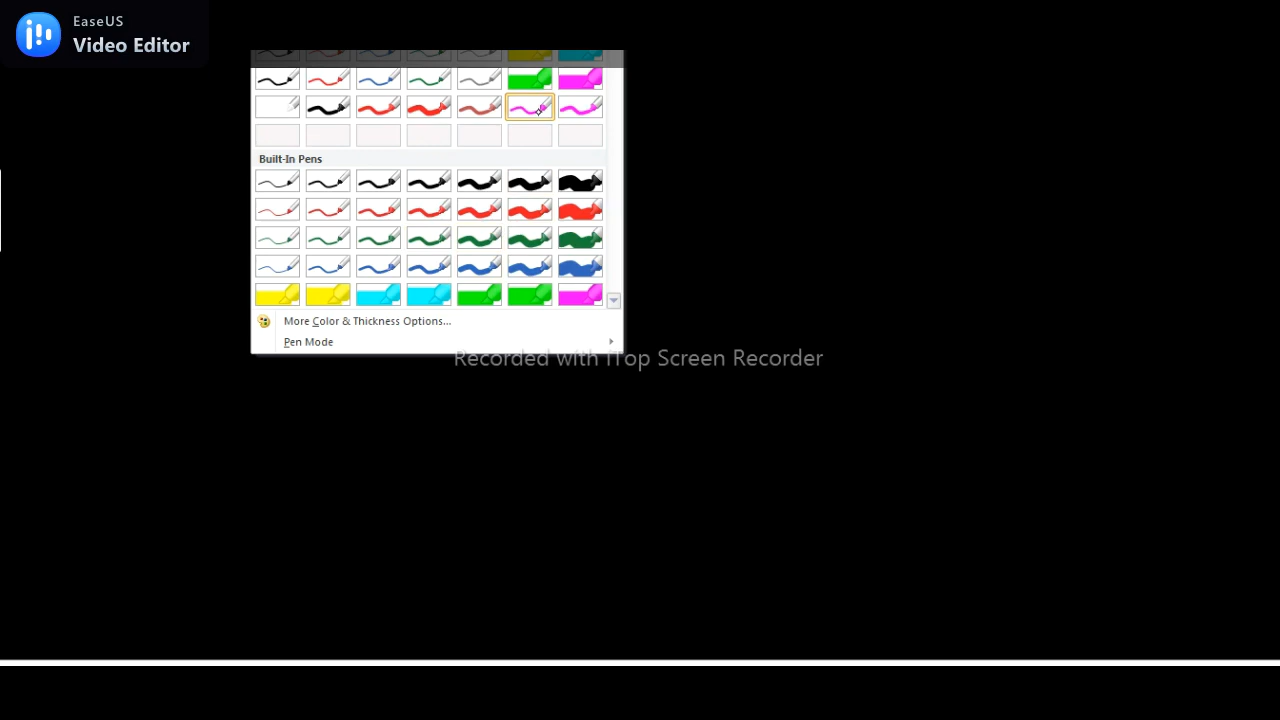 EaseUS
Video Editor
Built-In Pens
More Color & Thickness Options...
Pen Mode
Recorded with iTop Screen Recorder